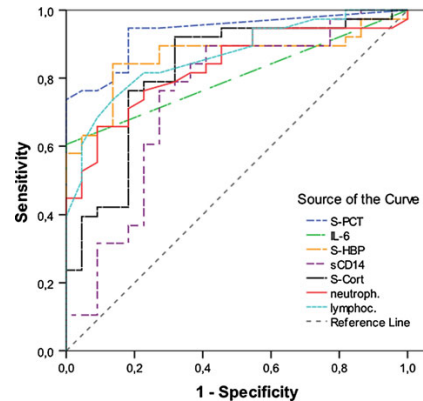 1,0
0,8
0,6
0,4
0,2
0,0
Sensitivity
Source of the Curve
S-PCT
IL-6
S-HBP
sCD14
S-Cort
neutroph.
lymphoc.
Reference Line
0,0 0,2 0,4 0,6 0,8 1,0
1 - Specificity